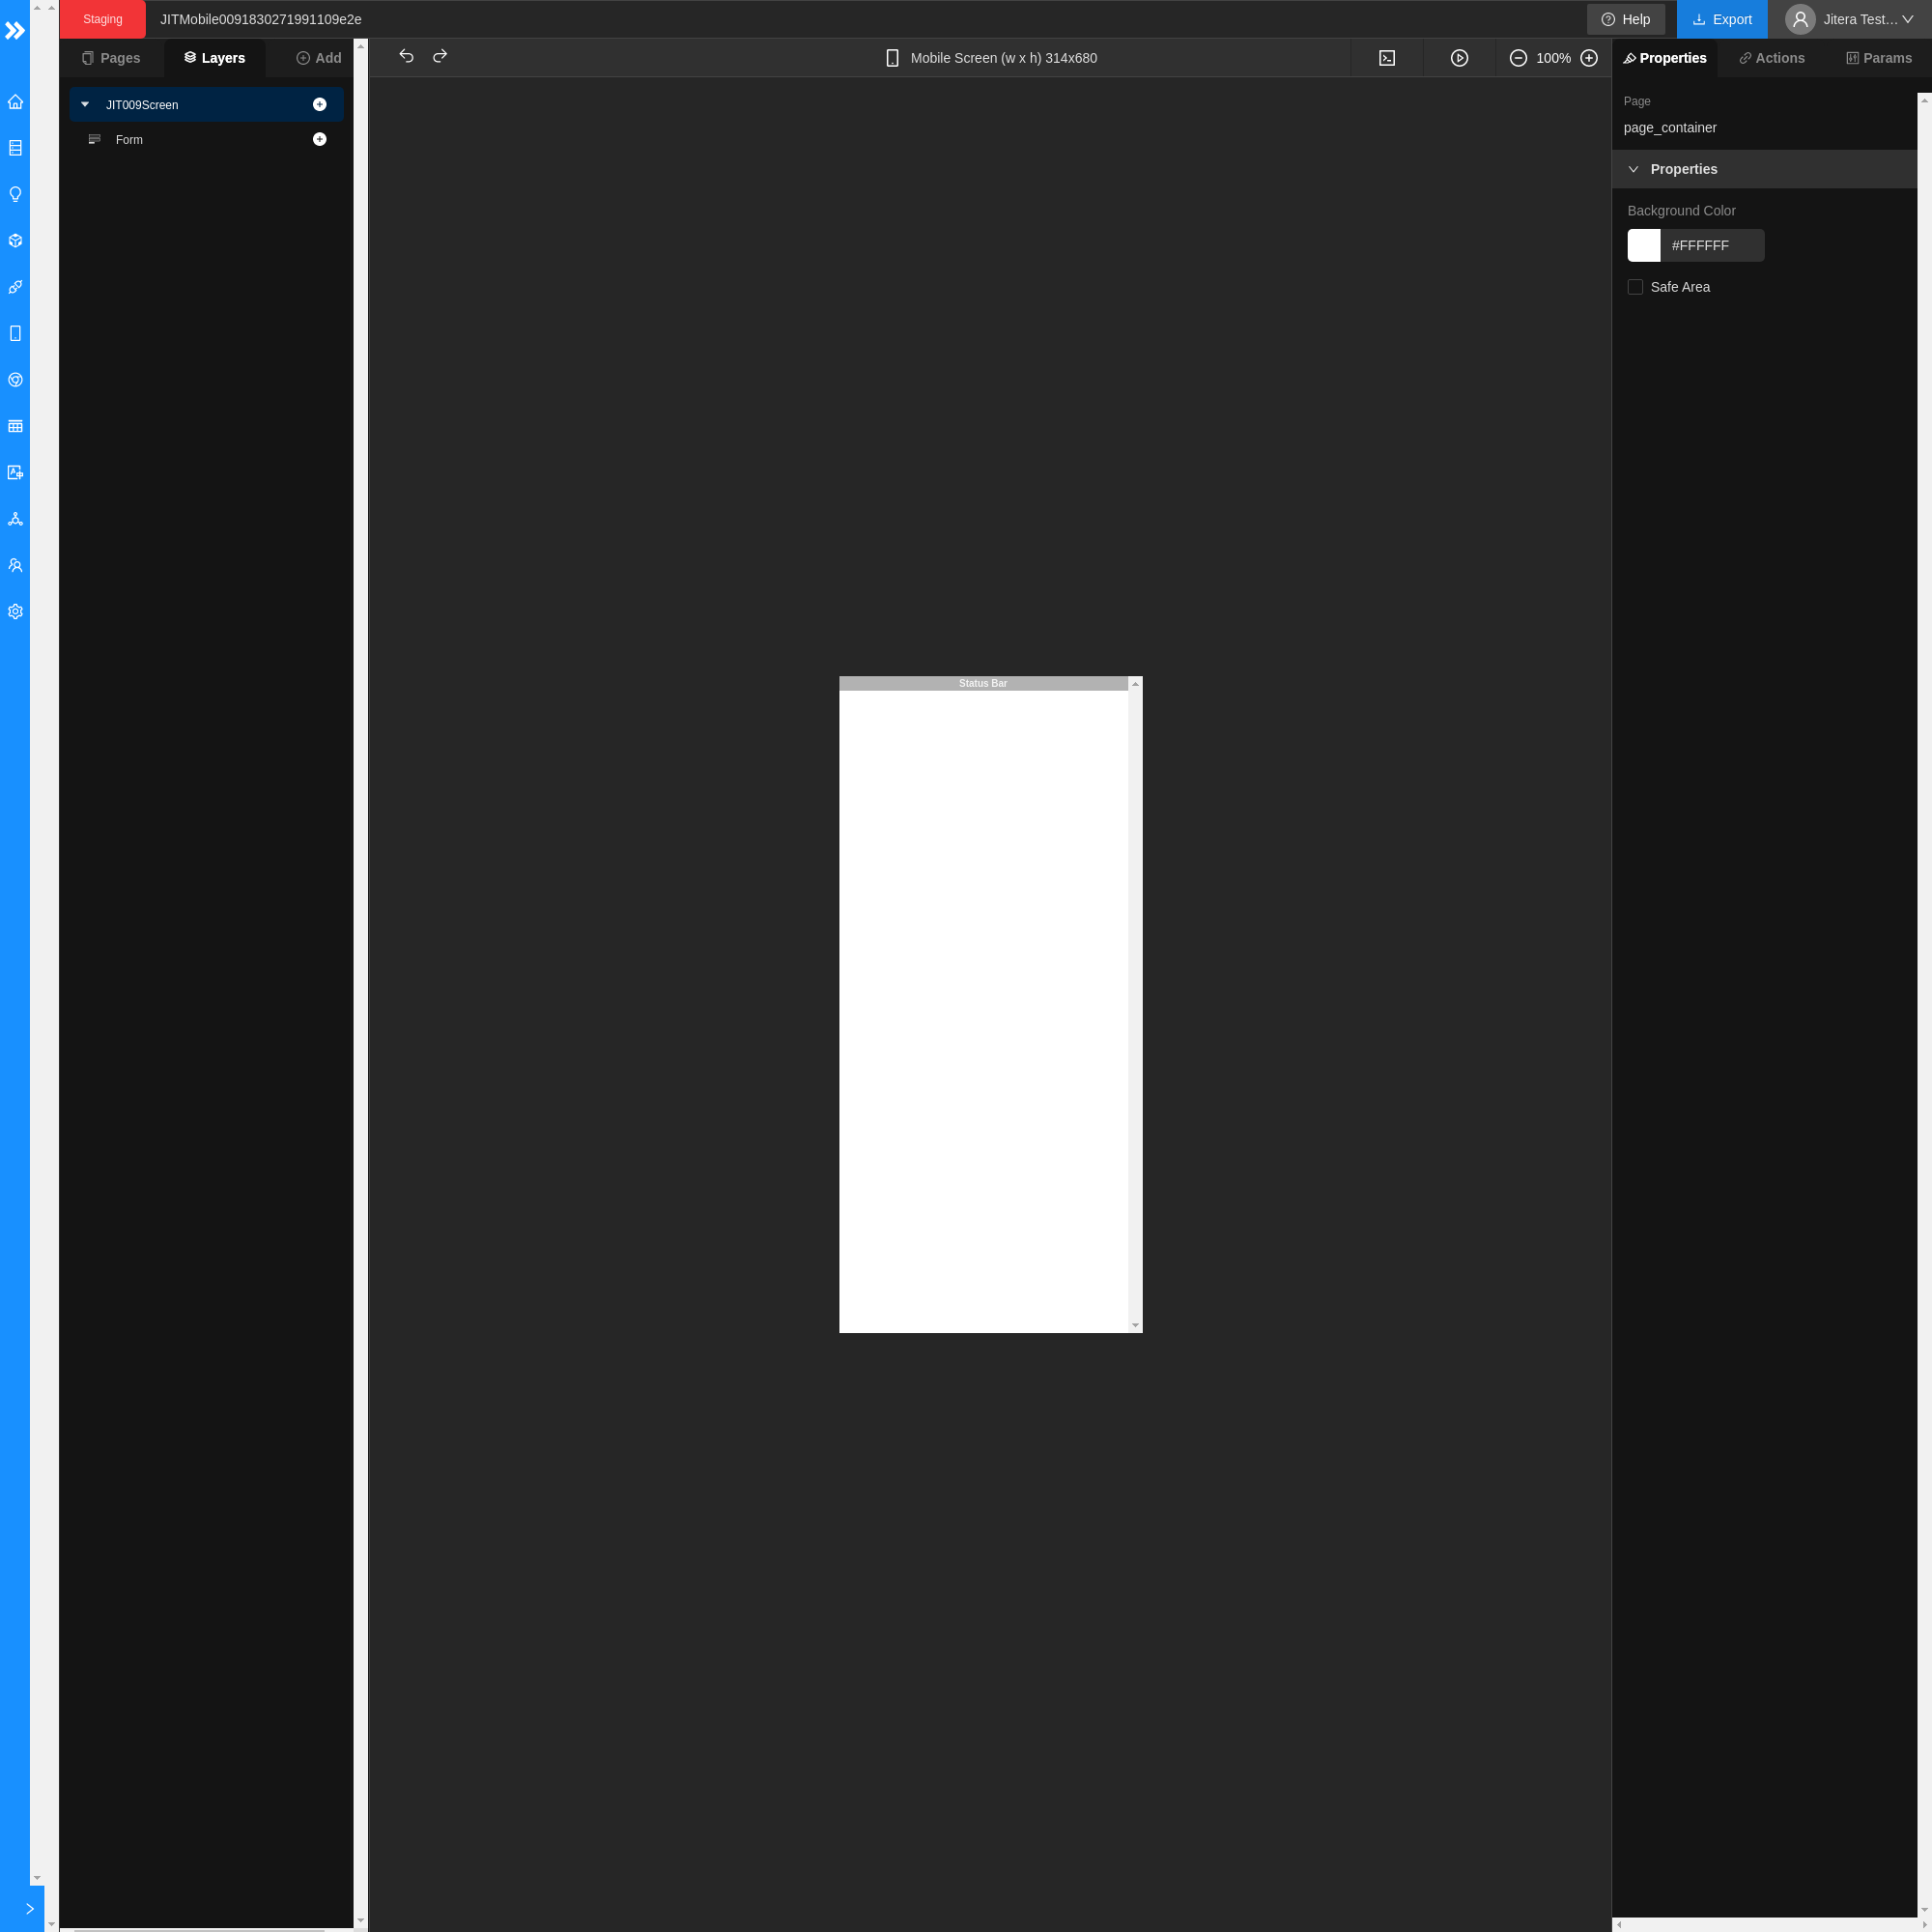 Staging
JITMobile0091830271991109e2e
Help
Export
Jitera Test…
Pages
Layers
Add
Mobile Screen (w x h) 314x680
100%
Properties
Actions
Params
JIT009Screen
Form
Page
page_container
Properties
Background Color
#FFFFFF
Safe Area
Status Bar